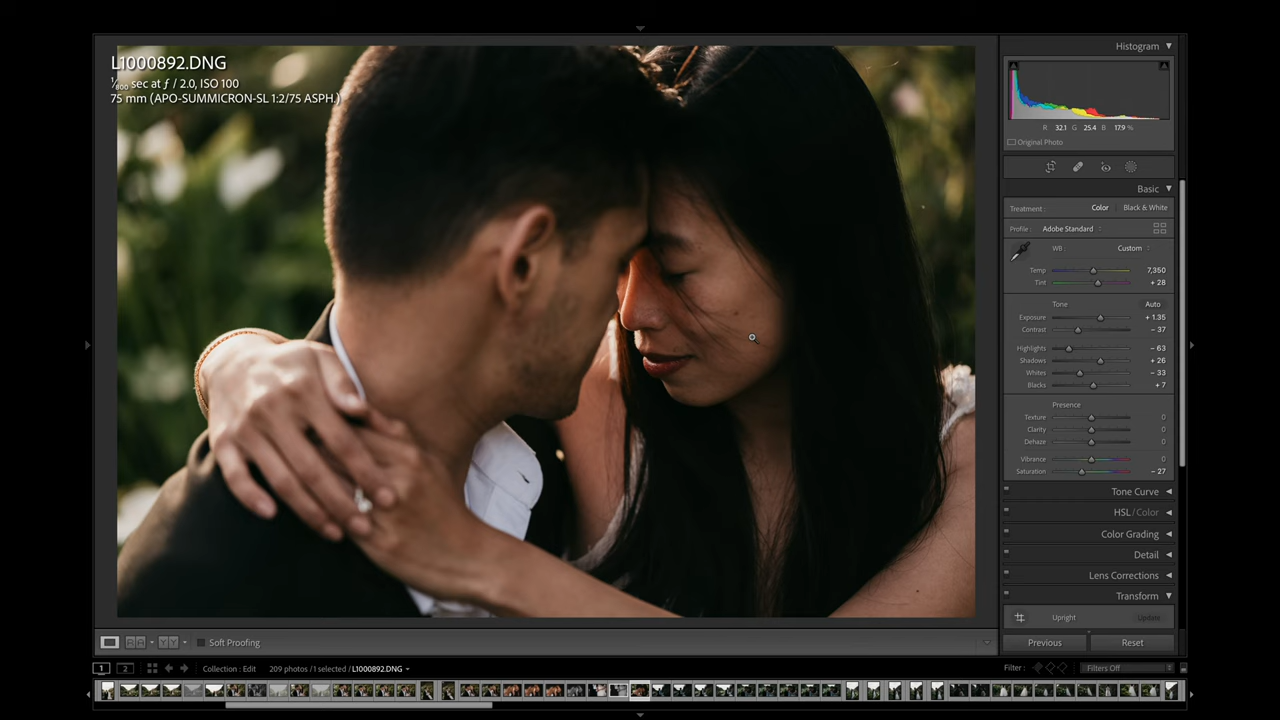 L1000892.DNG
1/800 sec at ƒ / 2.0, ISO 100
75 mm (APO-SUMMICRON-SL 1:2/75 ASPH.)
Histogram
R 32.1 G 25.4 B 17.9 %
Original Photo
Basic
Treatment : Color Black & White
Profile : Adobe Standard
WB : Custom
Temp 7,350
Tint + 28
Tone Auto
Exposure + 1.35
Contrast − 37
Highlights − 63
Shadows + 26
Whites − 33
Blacks + 7
Presence
Texture 0
Clarity 0
Dehaze 0
Vibrance 0
Saturation − 27
Tone Curve
HSL / Color
Color Grading
Detail
Lens Corrections
Transform
Upright Update
Previous Reset
RA YY Soft Proofing
1 2 Collection : Edit 209 photos / 1 selected / L1000892.DNG Filter : Filters Off